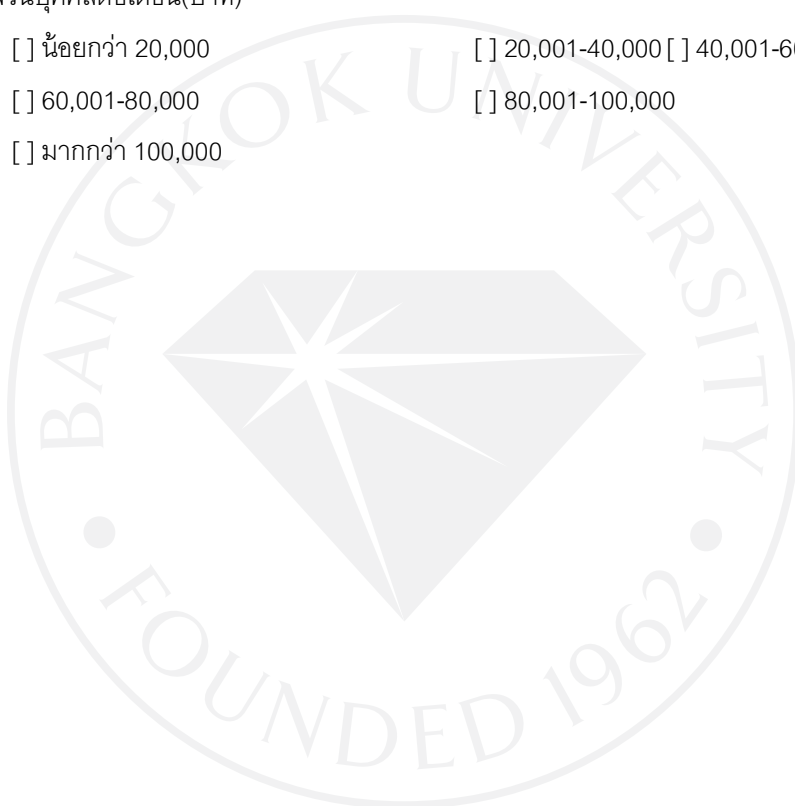 [ ] น้อยกว่า 20,000 [ ] 20,001-40,000 [ ] 40,001-6
[ ] 60,001-80,000 [ ] 80,001-100,000
[ ] มากกว่า 100,000
BANGKOK UNIVERSITY
FOUNDED 1962